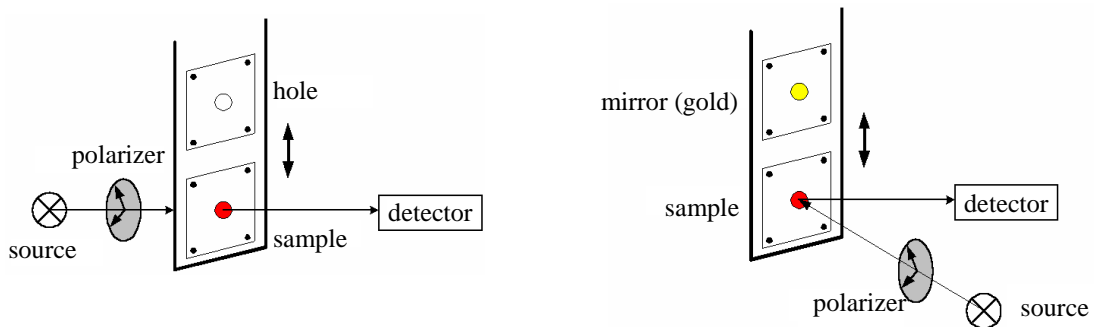 hole
polarizer
detector
source
sample
mirror (gold)
sample
detector
polarizer
source